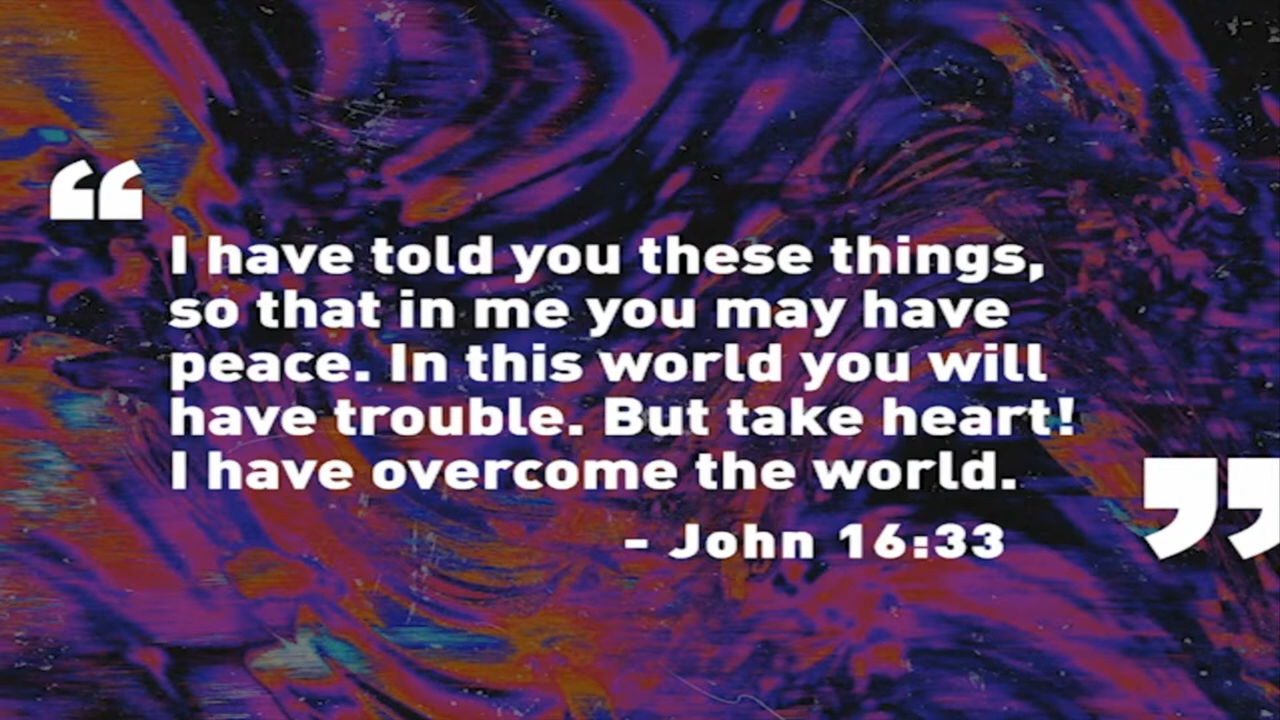 “
I have told you these things,
so that in me you may have
peace. In this world you will
have trouble. But take heart!
I have overcome the world.
”
- John 16:33